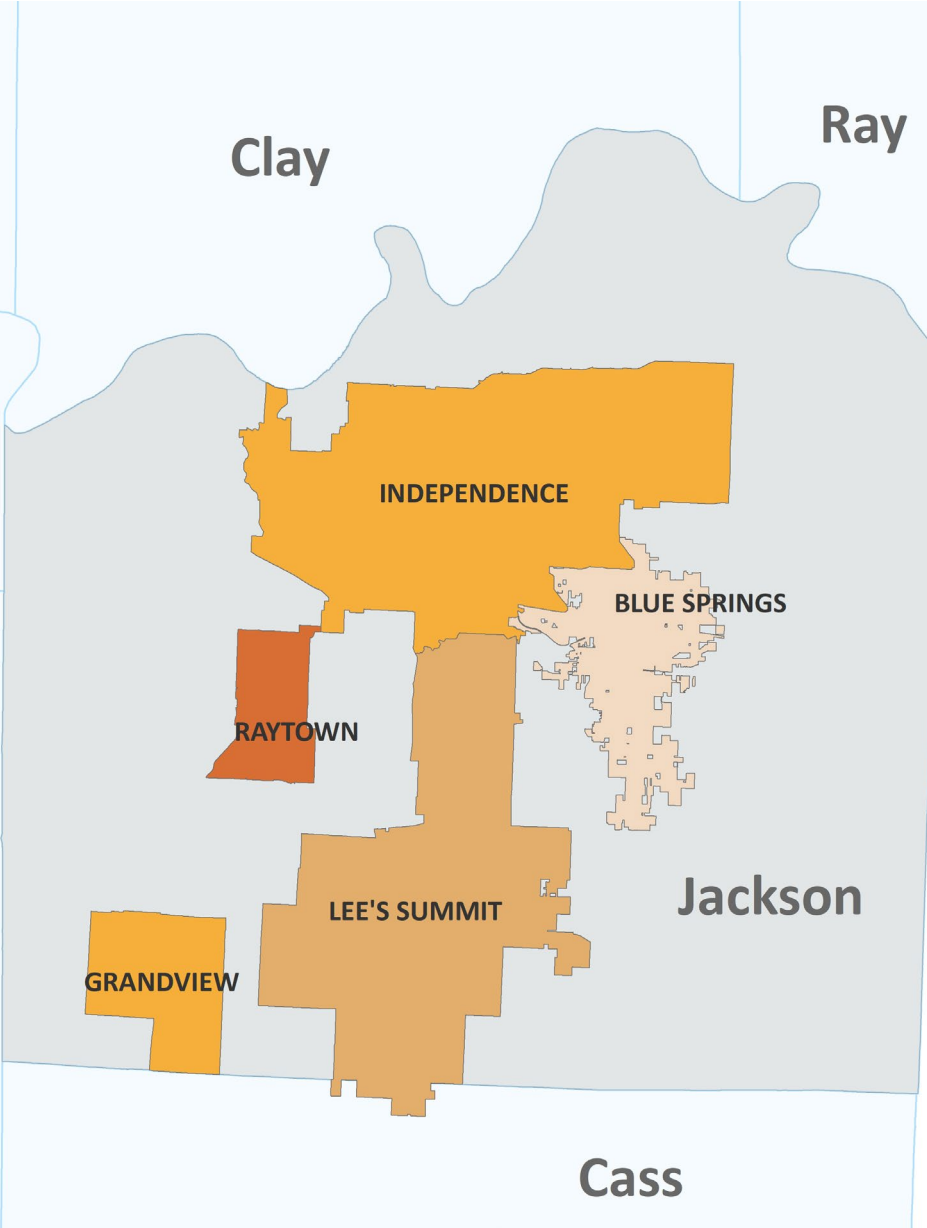 Ray
Clay
INDEPENDENCE
BLUE SPRINGS
RAYTOWN
Jackson
LEE'S SUMMIT
GRANDVIEW
Cass